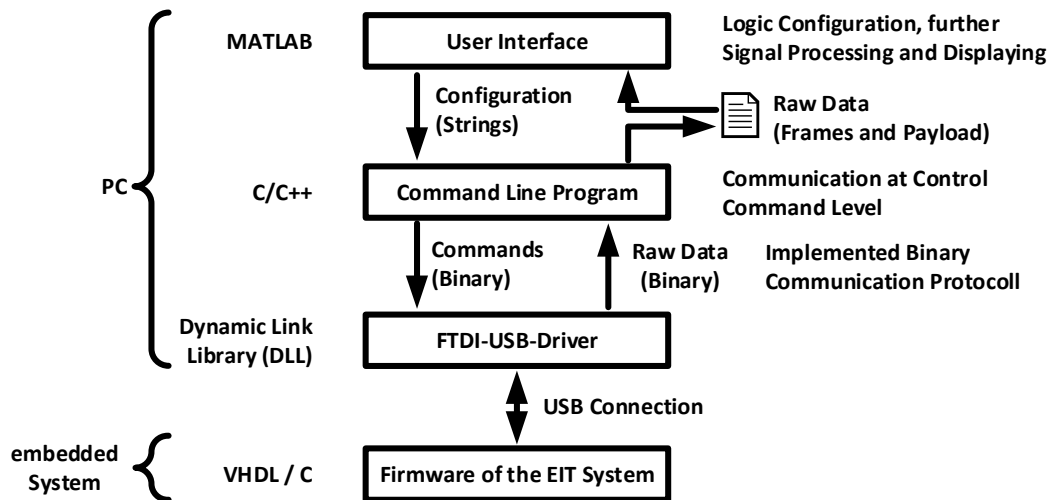 MATLAB
User Interface
Logic Configuration, further
Signal Processing and Displaying
Configuration
(Strings)
Raw Data
(Frames and Payload)
PC
C/C++
Command Line Program
Communication at Control
Command Level
Commands
(Binary)
Raw Data
(Binary)
Implemented Binary
Communication Protocoll
Dynamic Link
Library (DLL)
FTDI-USB-Driver
USB Connection
embedded
System
VHDL / C
Firmware of the EIT System